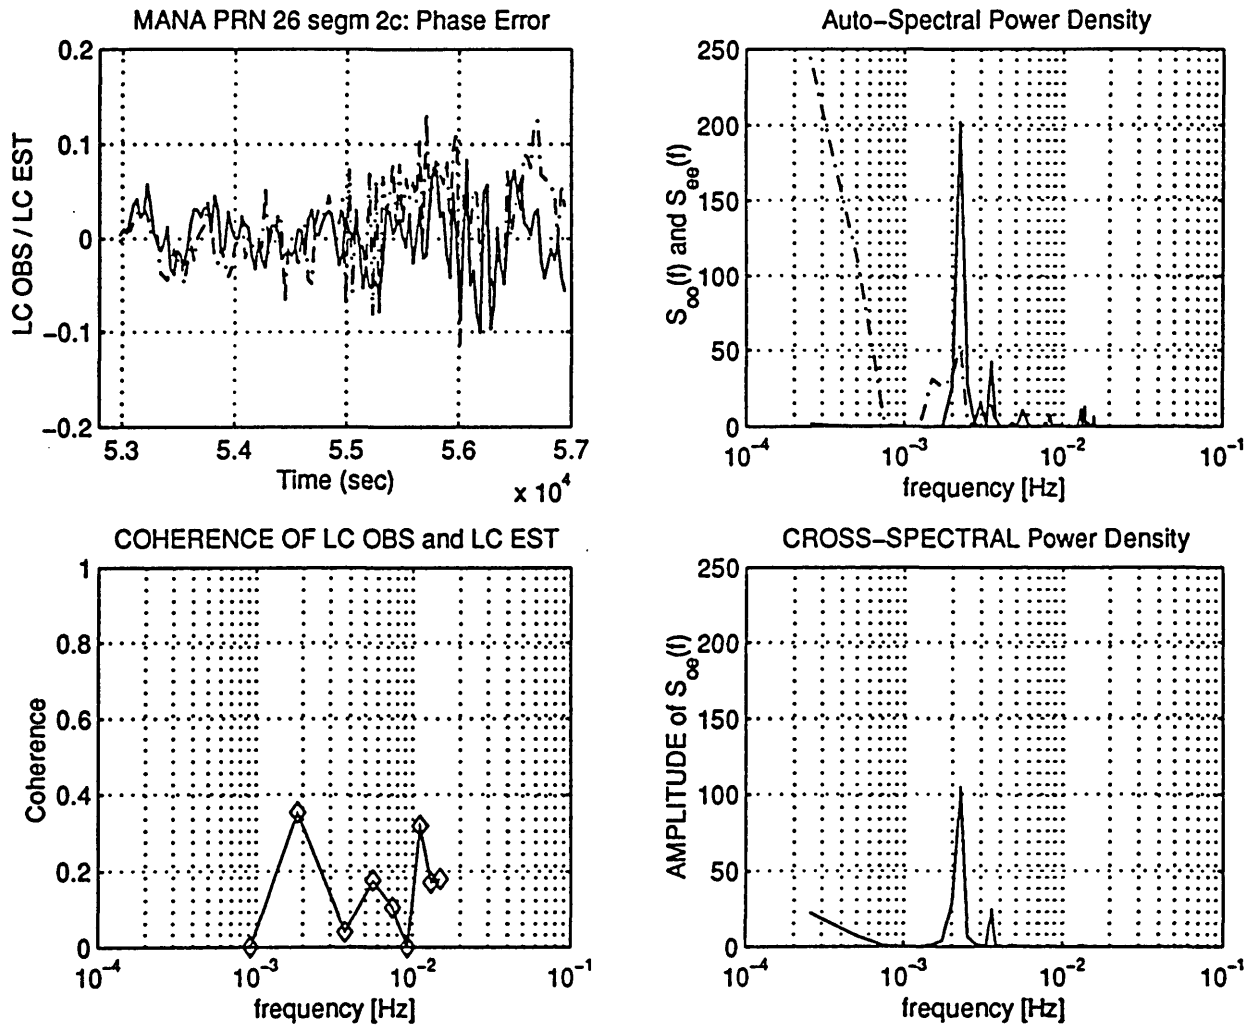 MANA PRN 26 segm 2c: Phase Error
LC OBS / LC EST
0.2
0.1
0
−0.1
−0.2
5.3 5.4 5.5 5.6 5.7
Time (sec)
x 10^4
Auto−Spectral Power Density
S_oo(f) and S_ee(f)
250
200
150
100
50
0
10^−4 10^−3 10^−2 10^−1
frequency [Hz]
COHERENCE OF LC OBS and LC EST
Coherence
1
0.8
0.6
0.4
0.2
0
10^−4 10^−3 10^−2 10^−1
frequency [Hz]
CROSS−SPECTRAL Power Density
AMPLITUDE of S_oe(f)
250
200
150
100
50
0
10^−4 10^−3 10^−2 10^−1
frequency [Hz]